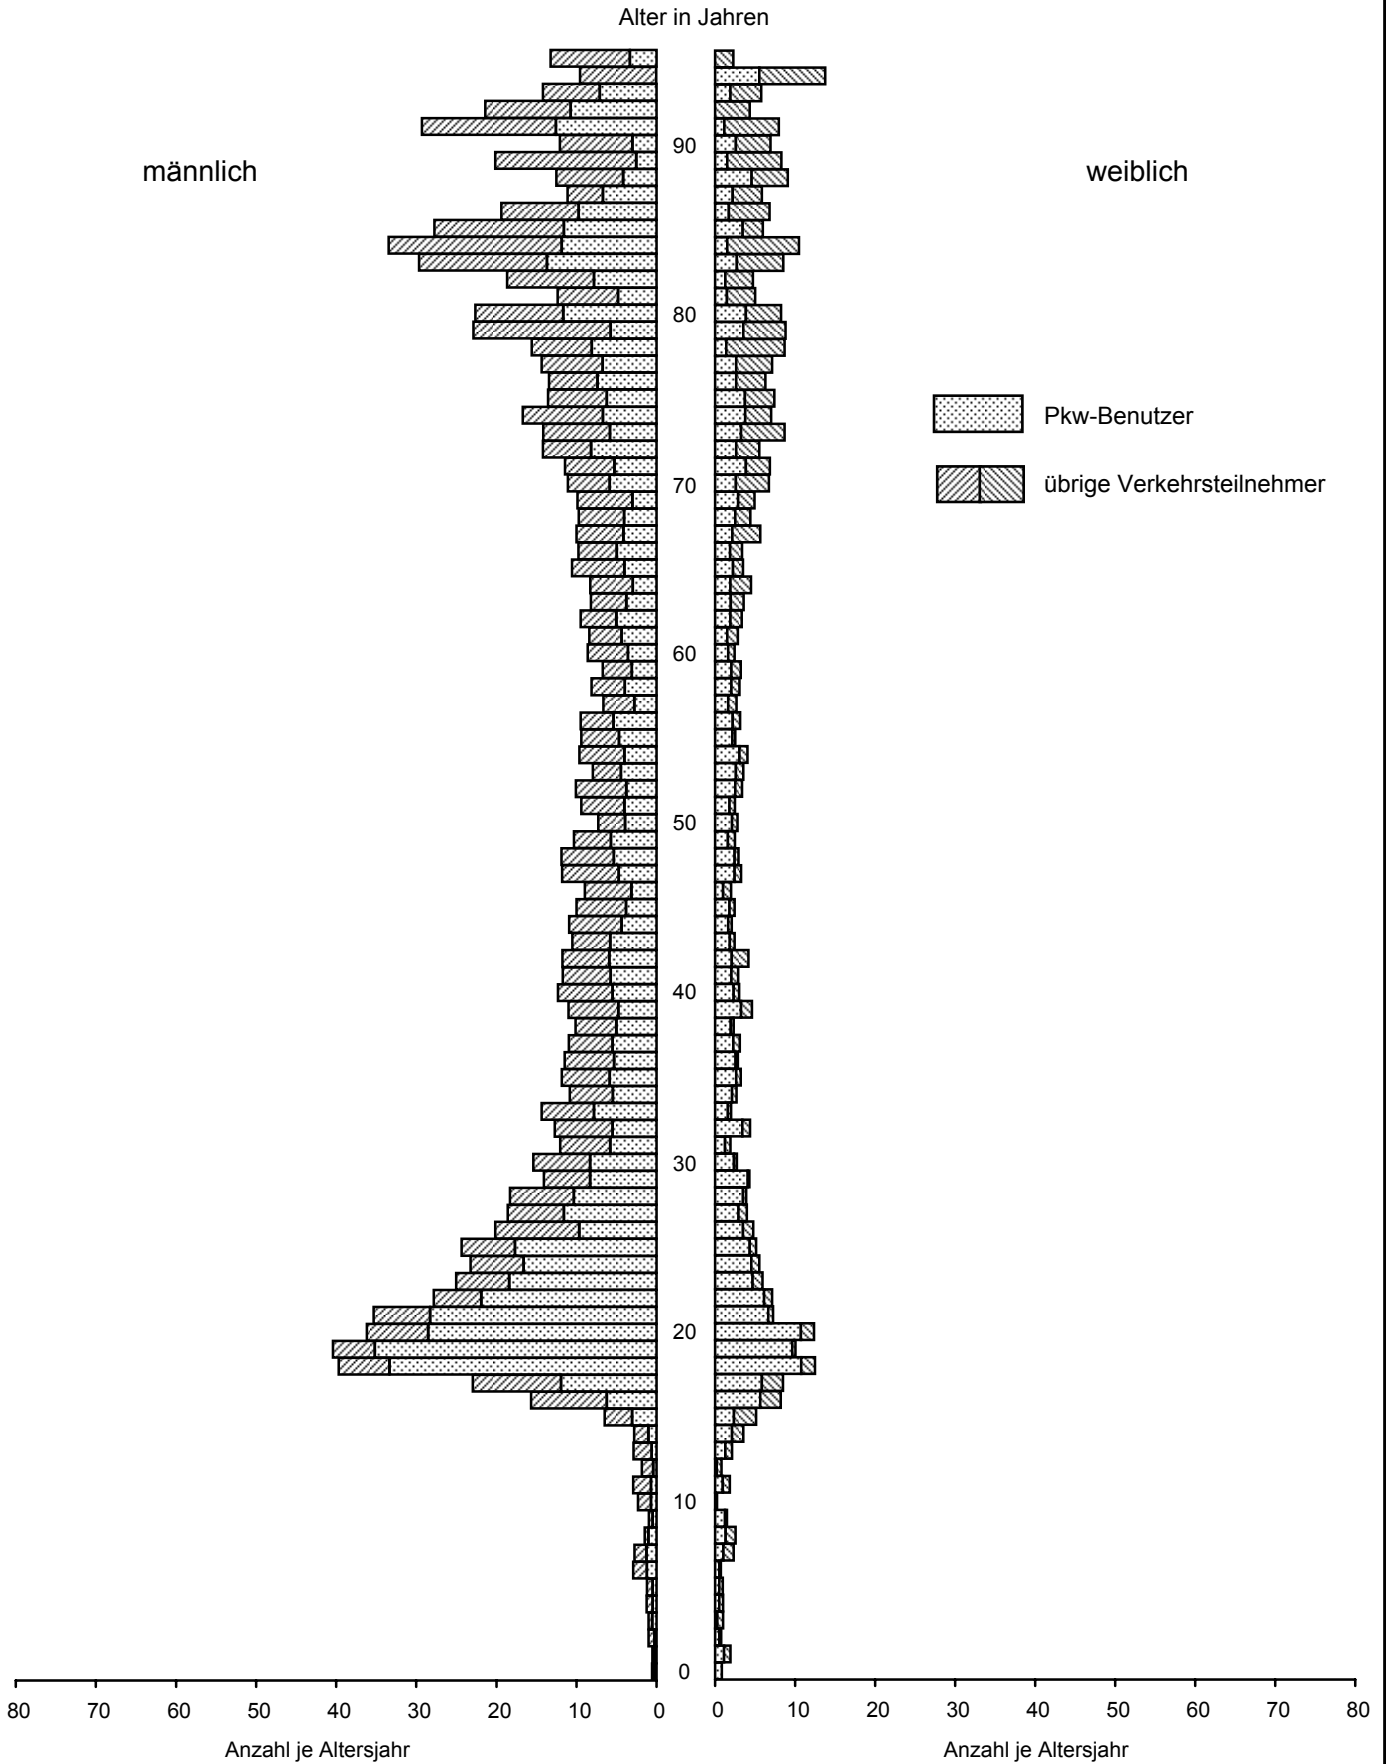 Alter in Jahren
männlich
weiblich
Pkw-Benutzer
übrige Verkehrsteilnehmer
90
80
70
60
50
40
30
20
10
0
80 70 60 50 40 30 20 10 0
0 10 20 30 40 50 60 70 80
Anzahl je Altersjahr
Anzahl je Altersjahr